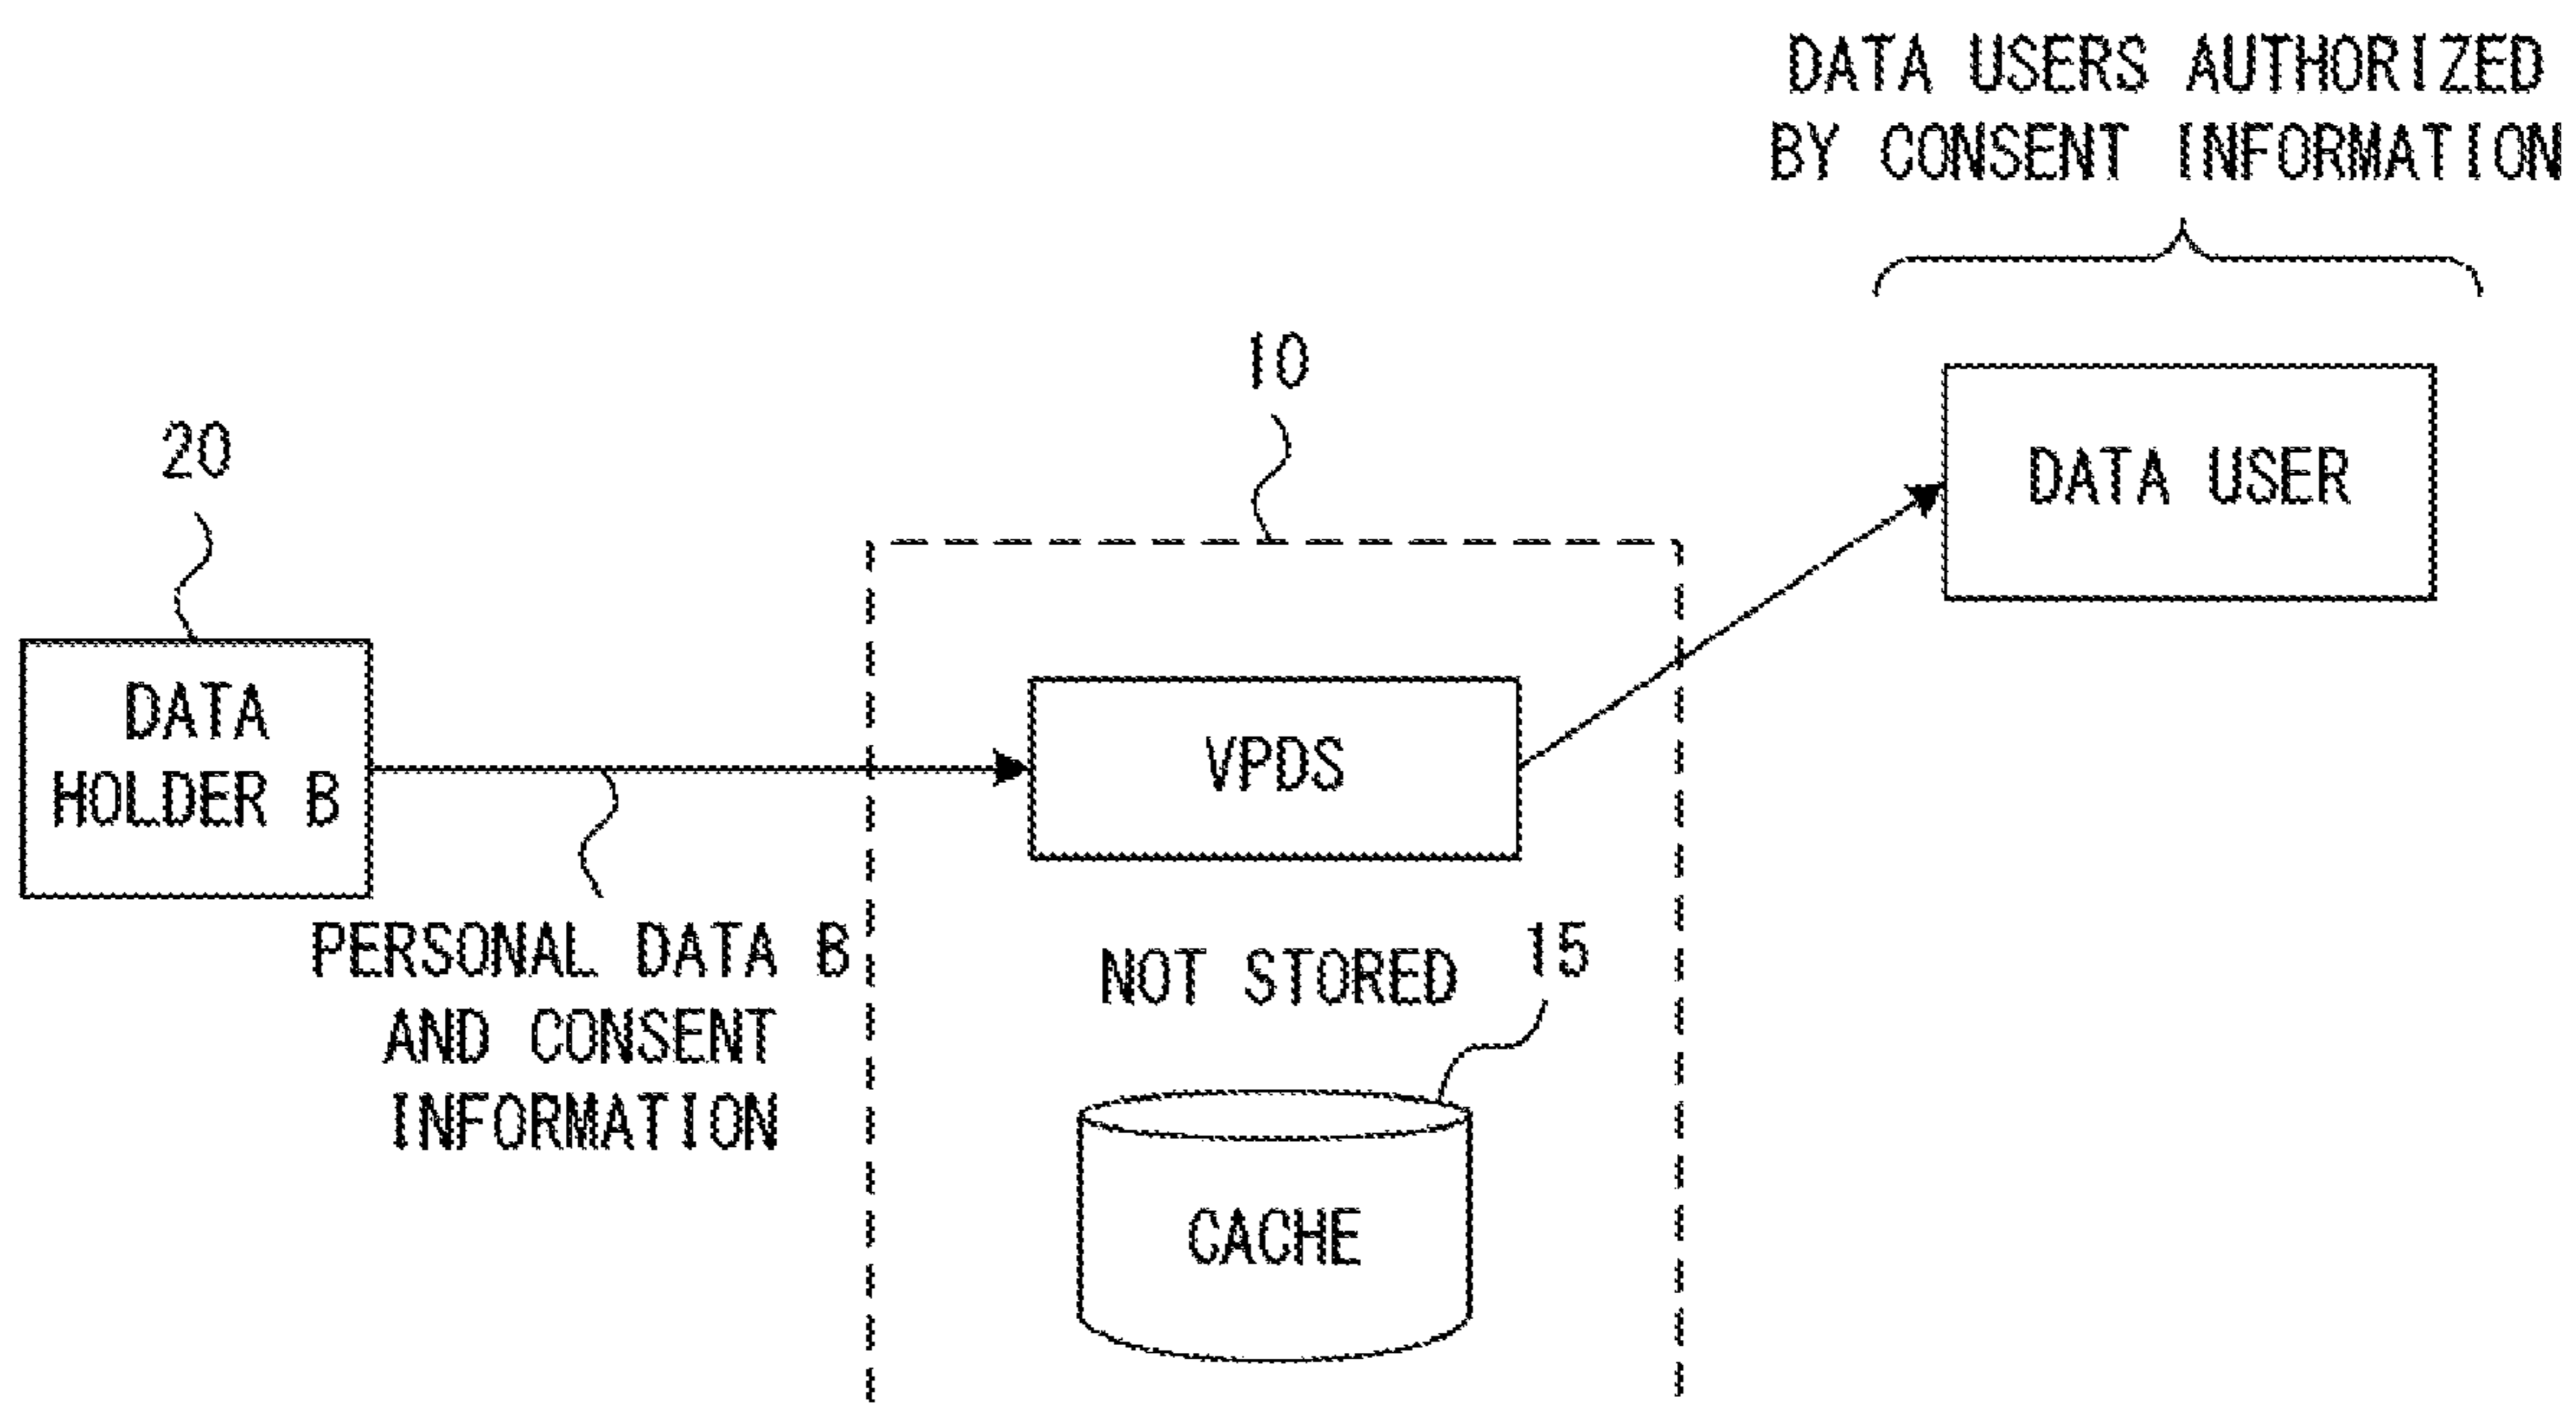 DATA USERS AUTHORIZED
BY CONSENT INFORMATION
10
20
DATA USER
DATA
HOLDER B
VPDS
PERSONAL DATA B
AND CONSENT
INFORMATION
NOT STORED
15
CACHE